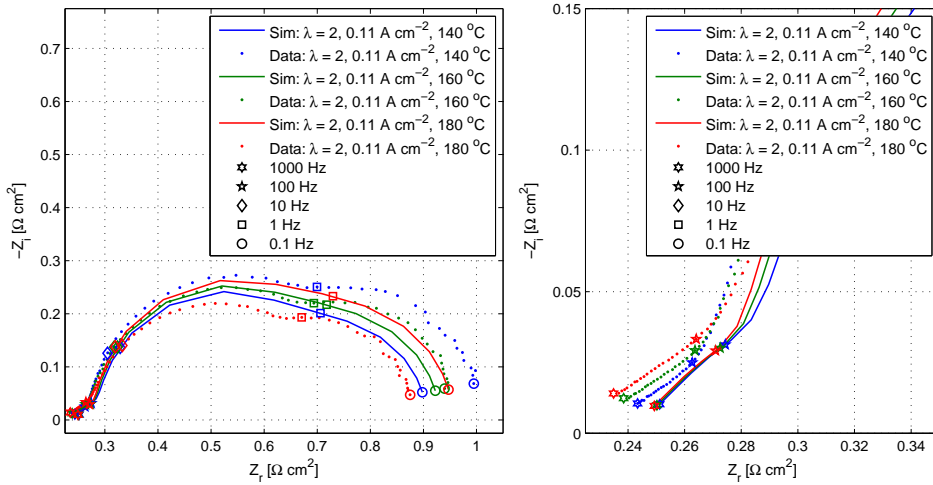 Sim: λ = 2, 0.11 A cm⁻², 140 °C
Data: λ = 2, 0.11 A cm⁻², 140 °C
Sim: λ = 2, 0.11 A cm⁻², 160 °C
Data: λ = 2, 0.11 A cm⁻², 160 °C
Sim: λ = 2, 0.11 A cm⁻², 180 °C
Data: λ = 2, 0.11 A cm⁻², 180 °C
1000 Hz
100 Hz
10 Hz
1 Hz
0.1 Hz
0.7
0.6
0.5
0.4
0.3
0.2
0.1
0
-Zᵢ [Ω cm²]
0.3 0.4 0.5 0.6 0.7 0.8 0.9 1
Zᵣ [Ω cm²]
Sim: λ = 2, 0.11 A cm⁻², 140 °C
Data: λ = 2, 0.11 A cm⁻², 140 °C
Sim: λ = 2, 0.11 A cm⁻², 160 °C
Data: λ = 2, 0.11 A cm⁻², 160 °C
Sim: λ = 2, 0.11 A cm⁻², 180 °C
Data: λ = 2, 0.11 A cm⁻², 180 °C
1000 Hz
100 Hz
10 Hz
1 Hz
0.1 Hz
0.15
0.1
0.05
0
-Zᵢ [Ω cm²]
0.24 0.26 0.28 0.3 0.32 0.34
Zᵣ [Ω cm²]